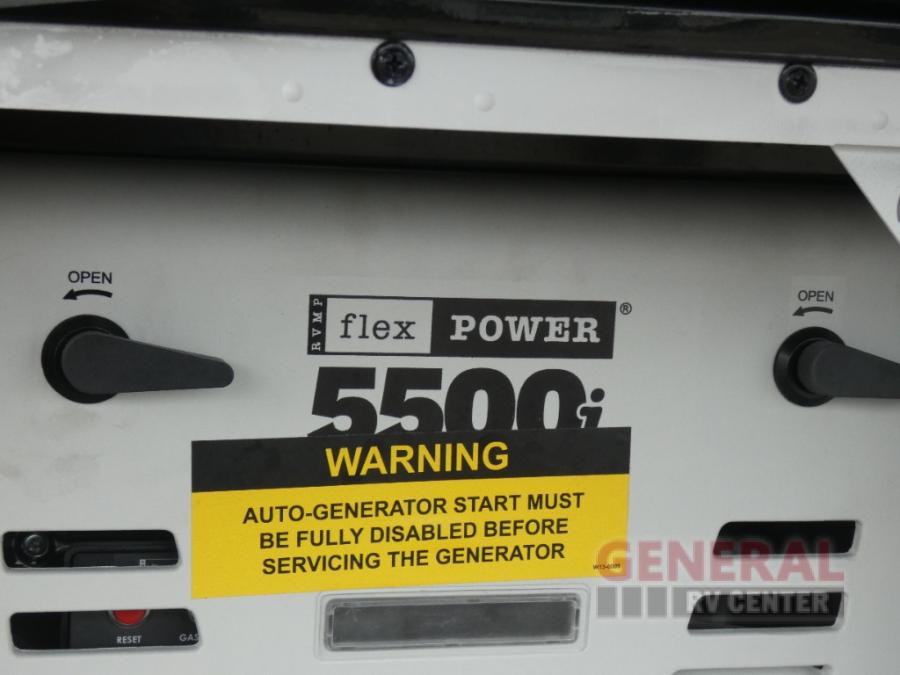 OPEN
OPEN
RVMP flex POWER®
5500i
WARNING
AUTO-GENERATOR START MUST
BE FULLY DISABLED BEFORE
SERVICING THE GENERATOR
GENERAL
RV CENTER
RESET
GAS